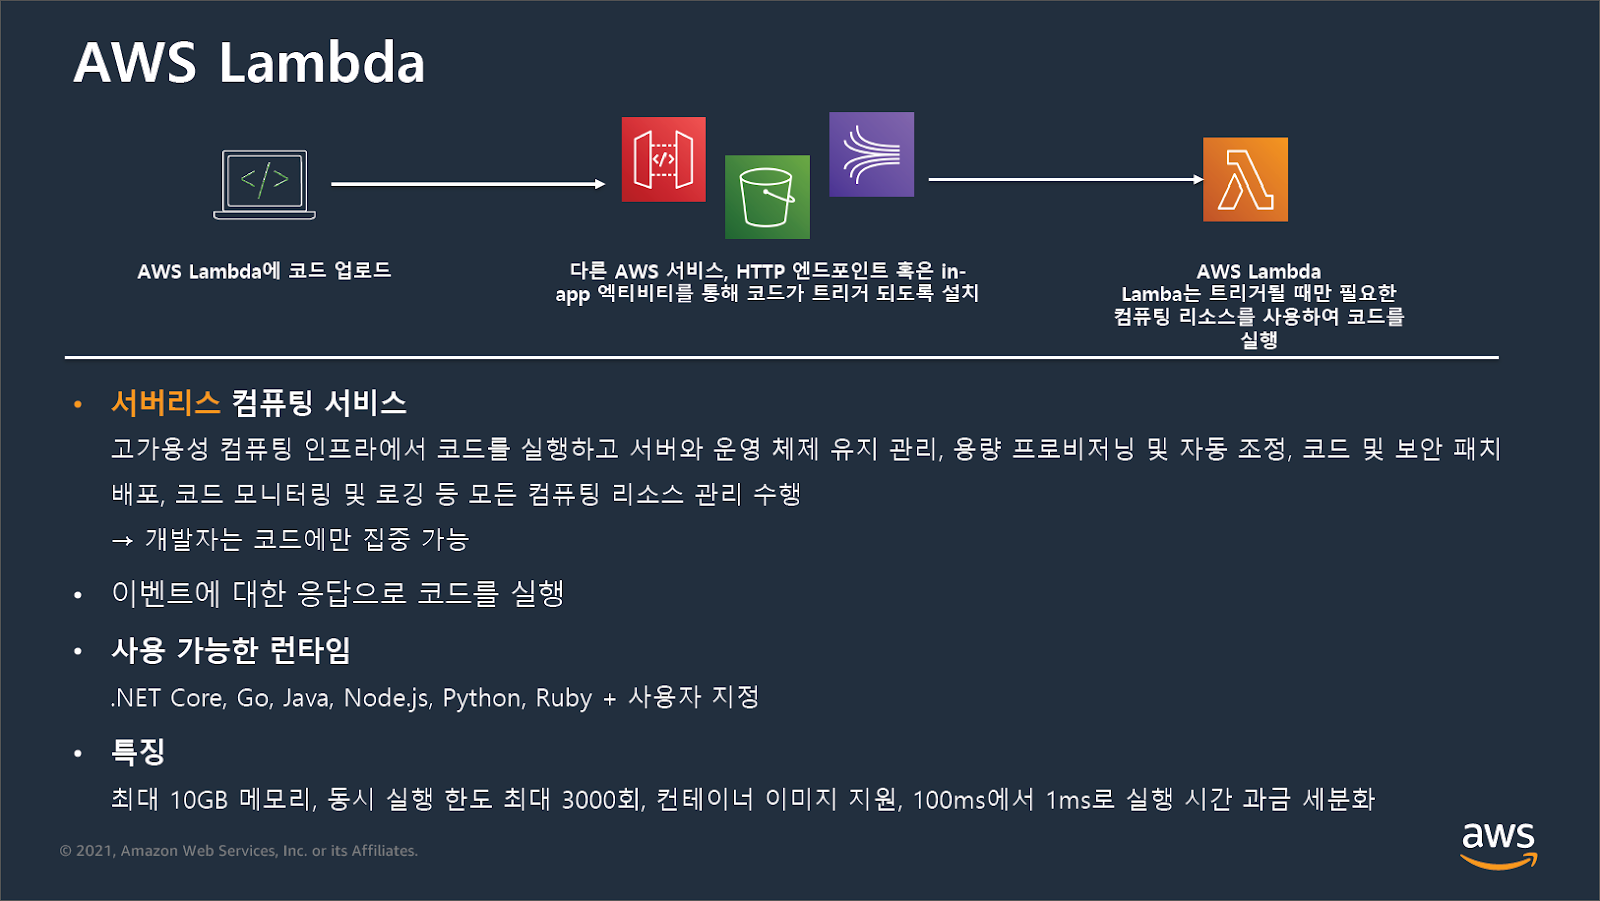 AWS Lambda
</>
</>
AWS Lambda에 코드 업로드
다른 AWS 서비스, HTTP 엔드포인트 혹은 in-
app 엑티비티를 통해 코드가 트리거 되도록 설치
AWS Lambda
Lamba는 트리거될 때만 필요한
컴퓨팅 리소스를 사용하여 코드를
실행
• 서버리스 컴퓨팅 서비스
고가용성 컴퓨팅 인프라에서 코드를 실행하고 서버와 운영 체제 유지 관리, 용량 프로비저닝 및 자동 조정, 코드 및 보안 패치
배포, 코드 모니터링 및 로깅 등 모든 컴퓨팅 리소스 관리 수행
→ 개발자는 코드에만 집중 가능
• 이벤트에 대한 응답으로 코드를 실행
• 사용 가능한 런타임
.NET Core, Go, Java, Node.js, Python, Ruby + 사용자 지정
• 특징
최대 10GB 메모리, 동시 실행 한도 최대 3000회, 컨테이너 이미지 지원, 100ms에서 1ms로 실행 시간 과금 세분화
© 2021, Amazon Web Services, Inc. or its Affiliates.
aws